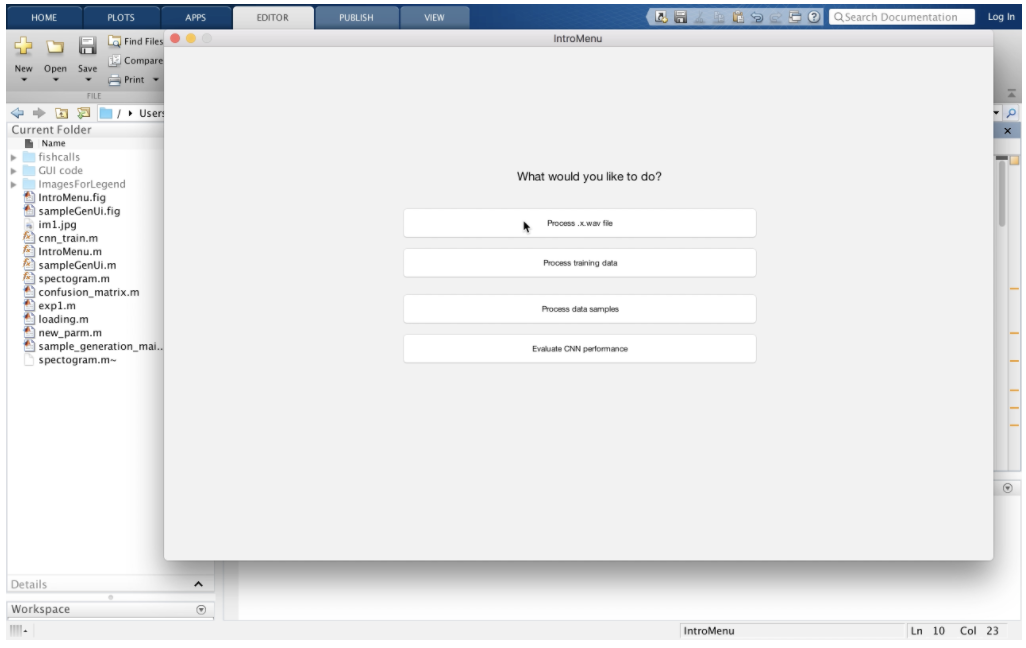 HOME PLOTS APPS EDITOR PUBLISH VIEW Search Documentation Log In
Find Files
Compare
New Open Save Print
FILE
/ Users
IntroMenu
Current Folder
Name
fishcalls
GUI code
ImagesForLegend
IntroMenu.fig
sampleGenUi.fig
im1.jpg
cnn_train.m
IntroMenu.m
sampleGenUi.m
spectogram.m
confusion_matrix.m
exp1.m
loading.m
new_parm.m
sample_generation_mai..
spectogram.m~
What would you like to do?
Process .x.wav file
Process training data
Process data samples
Evaluate CNN performance
Details
Workspace
IntroMenu Ln 10 Col 23